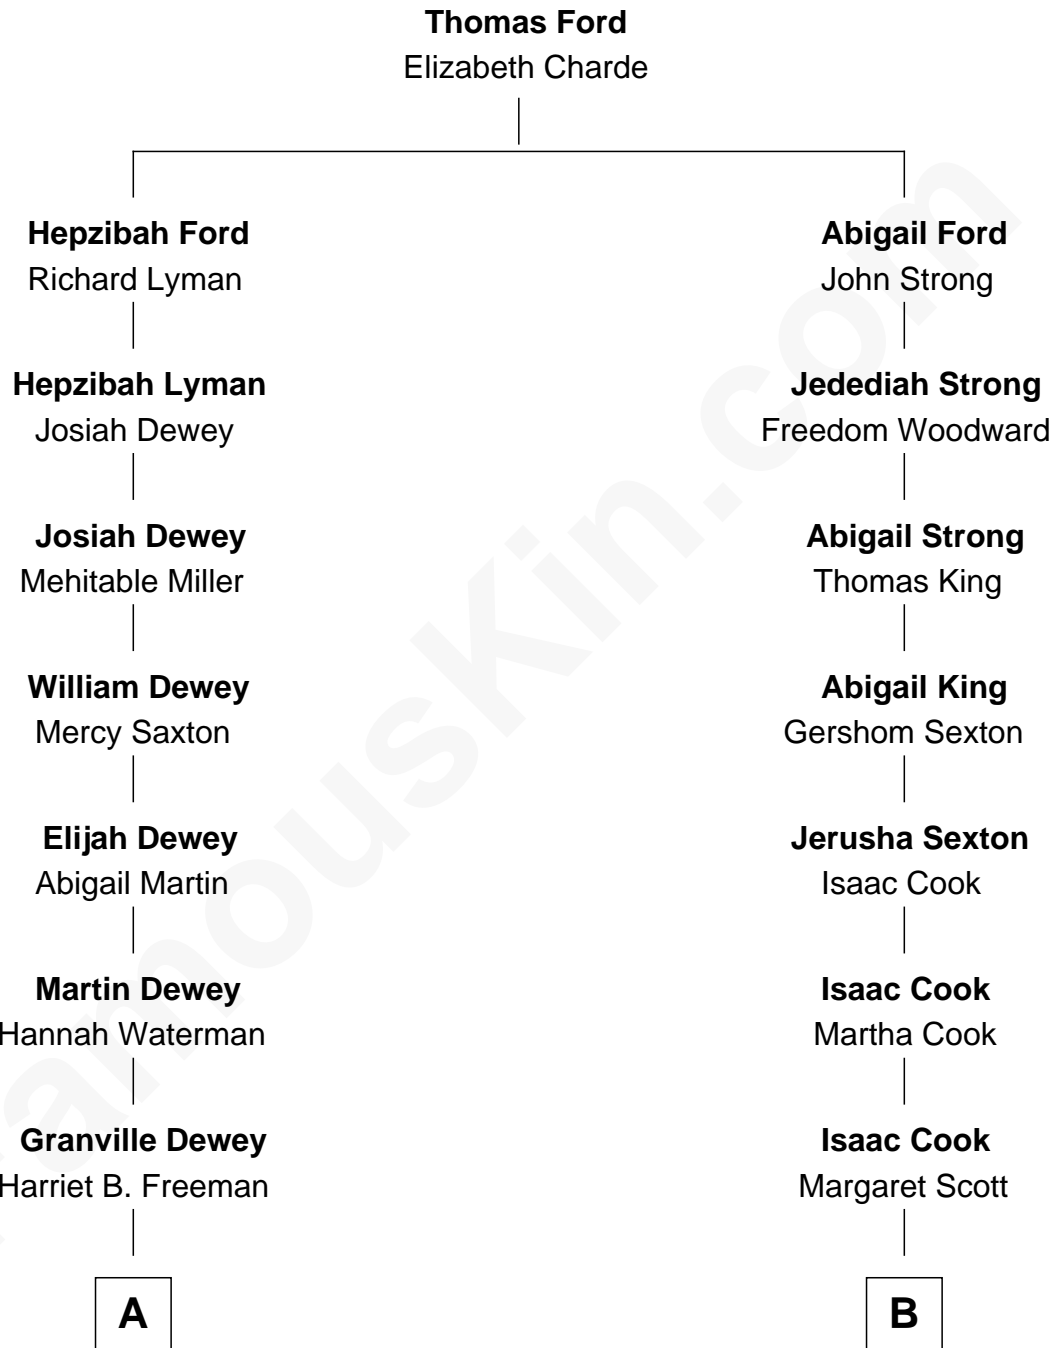 Thomas Ford
Elizabeth Charde
Hepzibah Ford
Richard Lyman
Abigail Ford
John Strong
Hepzibah Lyman
Josiah Dewey
Jedediah Strong
Freedom Woodward
Josiah Dewey
Mehitable Miller
Abigail Strong
Thomas King
William Dewey
Mercy Saxton
Abigail King
Gershom Sexton
Elijah Dewey
Abigail Martin
Jerusha Sexton
Isaac Cook
Martin Dewey
Hannah Waterman
Isaac Cook
Martha Cook
Granville Dewey
Harriet B. Freeman
Isaac Cook
Margaret Scott
A
B
FamousKin.com